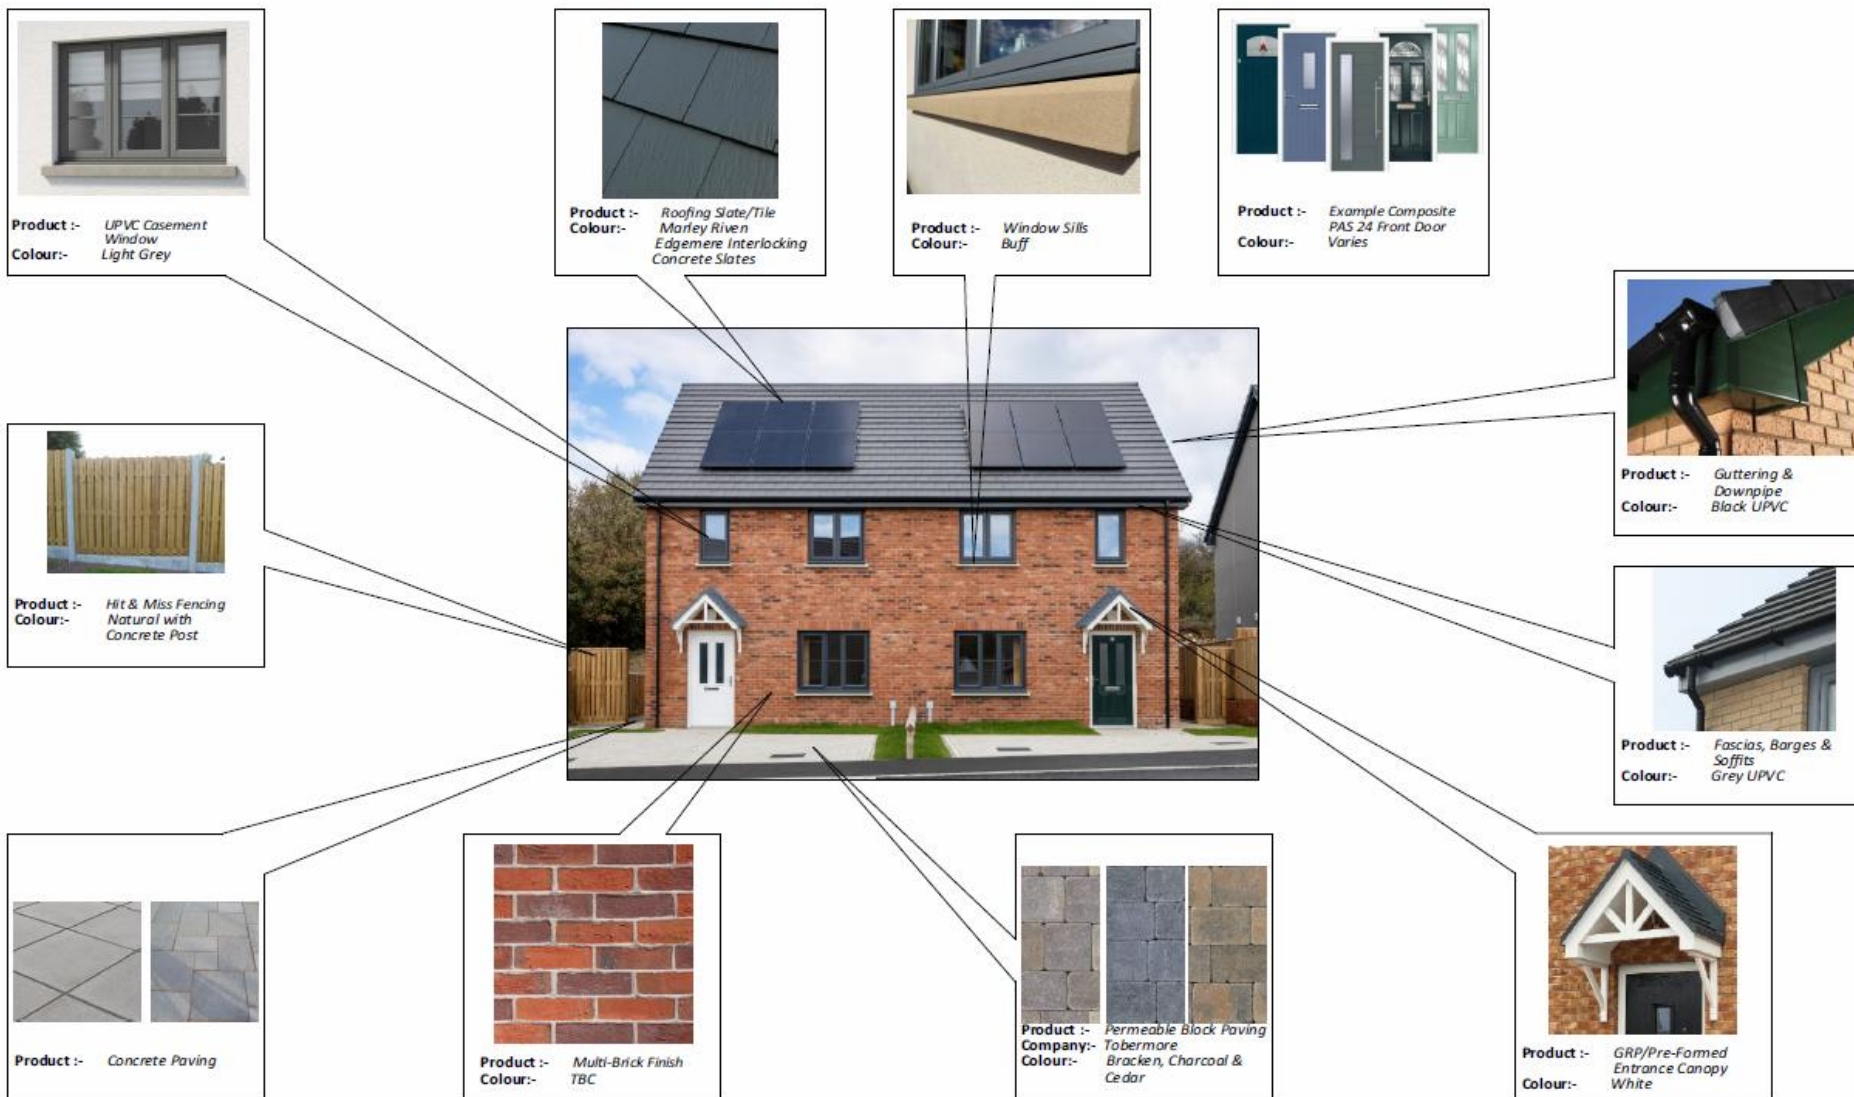 Product :- UPVC Casement
Window
Colour:- Light Grey
Product :- Roofing Slate/Tile
Colour:- Marley Riven
Edgemere Interlocking
Concrete Slates
Product :- Window Sills
Colour:- Buff
Product :- Example Composite
PAS 24 Front Door
Colour:- Varies
Product :- Guttering &
Downpipe
Colour:- Black UPVC
Product :- Hit & Miss Fencing
Colour:- Natural with
Concrete Post
Product :- Fascias, Barges &
Soffits
Colour:- Grey UPVC
Product :- Concrete Paving
Product :- Multi-Brick Finish
Colour:- TBC
Product :- Permeable Block Paving
Company:- Tobermore
Colour:- Bracken, Charcoal &
Cedar
Product :- GRP/Pre-Formed
Entrance Canopy
Colour:- White